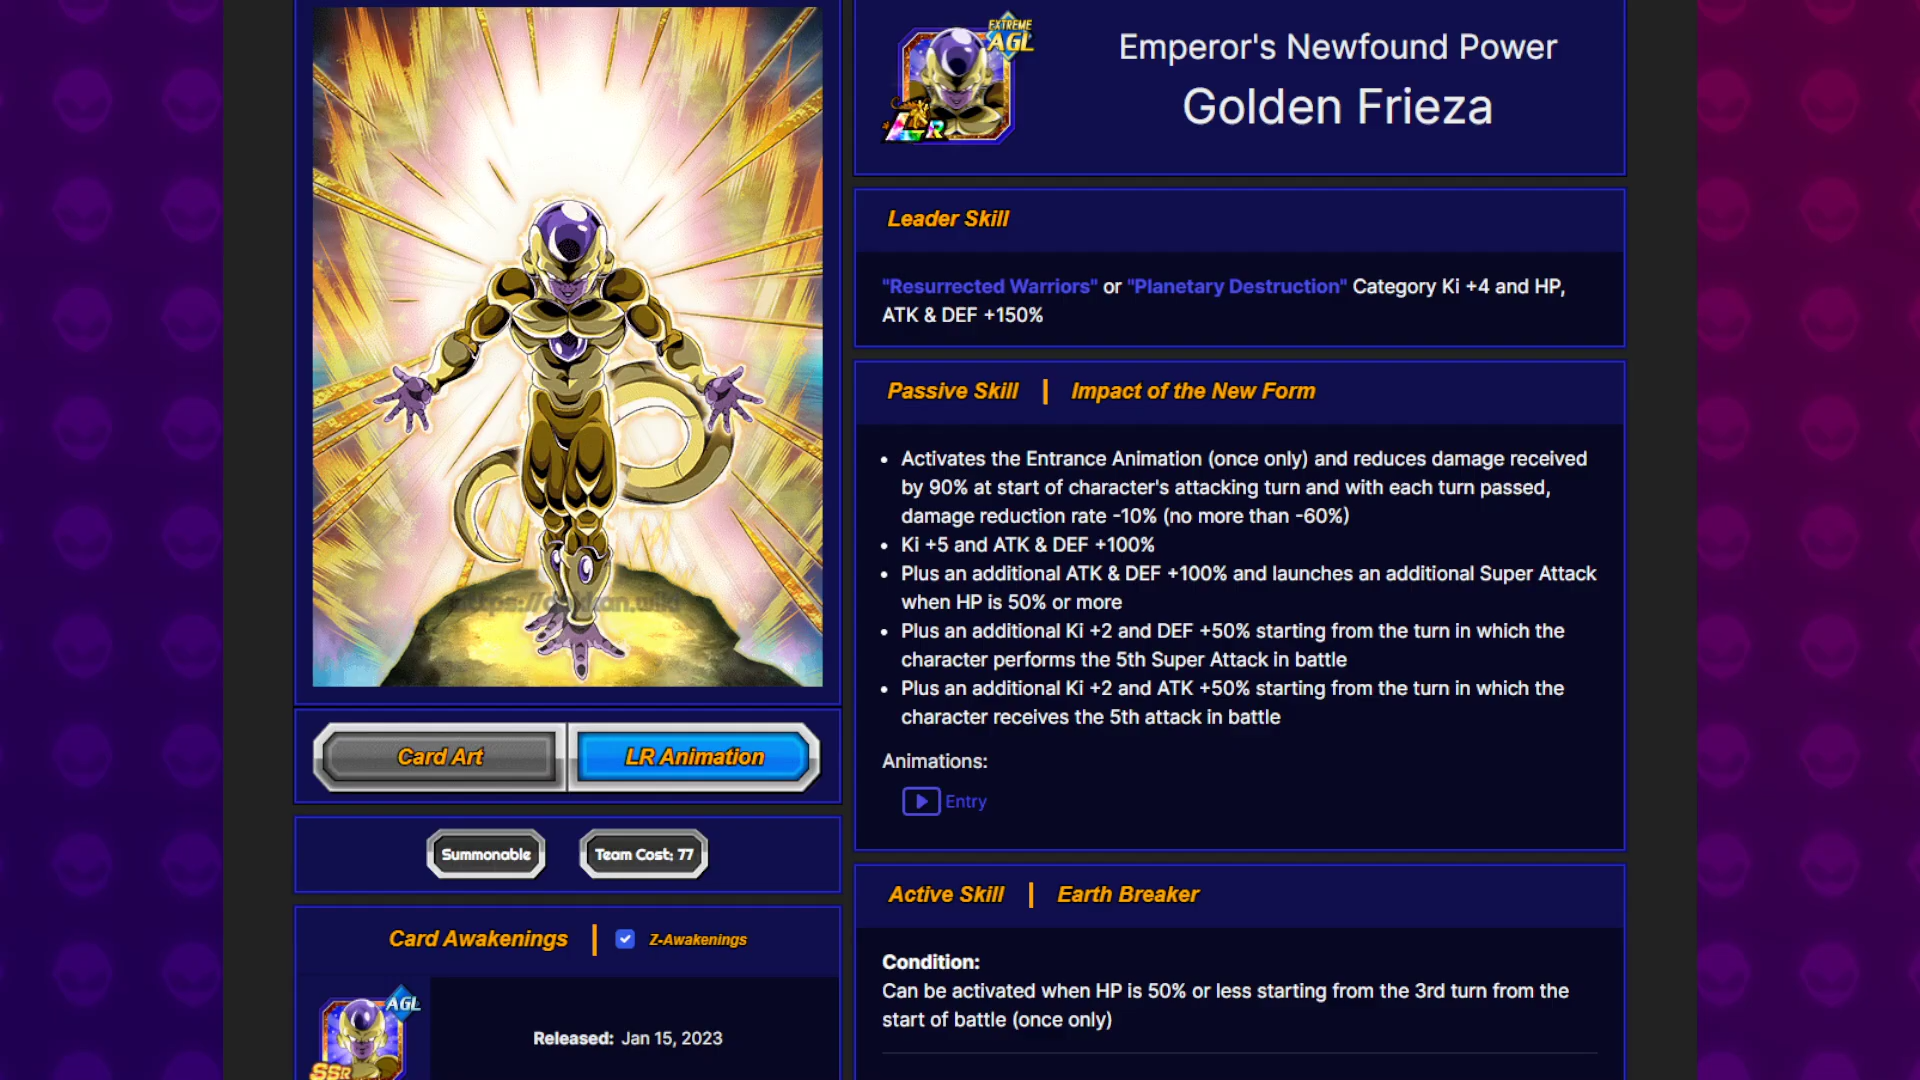 EXTREME
AGL
LR
Emperor's Newfound Power
Golden Frieza
Leader Skill
"Resurrected Warriors" or "Planetary Destruction" Category Ki +4 and HP,
ATK & DEF +150%
Passive Skill | Impact of the New Form
• Activates the Entrance Animation (once only) and reduces damage received
by 90% at start of character's attacking turn and with each turn passed,
damage reduction rate -10% (no more than -60%)
• Ki +5 and ATK & DEF +100%
• Plus an additional ATK & DEF +100% and launches an additional Super Attack
when HP is 50% or more
• Plus an additional Ki +2 and DEF +50% starting from the turn in which the
character performs the 5th Super Attack in battle
• Plus an additional Ki +2 and ATK +50% starting from the turn in which the
character receives the 5th attack in battle
Animations:
Entry
Active Skill | Earth Breaker
Condition:
Can be activated when HP is 50% or less starting from the 3rd turn from the
start of battle (once only)
https://dokkan.wiki
Card Art
LR Animation
Summonable
Team Cost: 77
Card Awakenings | Z-Awakenings
AGL
SSR
Released: Jan 15, 2023